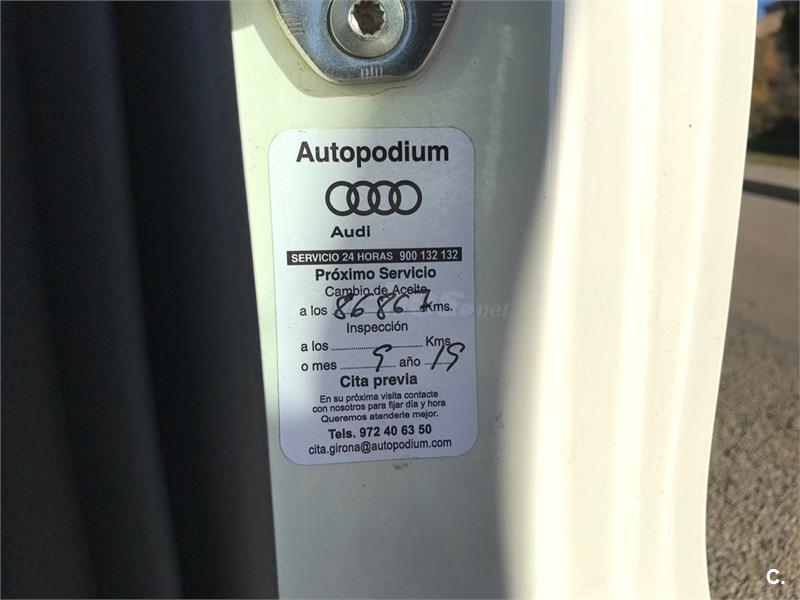 Autopodium
Audi
SERVICIO 24 HORAS 900 132 132
Próximo Servicio
Cambio de Aceite
a los 86867 Kms.
Inspección
a los Kms.
o mes 9 año 19
Cita previa
En su próxima visita contacte
con nosotros para fijar día y hora
Queremos atenderle mejor.
Tels. 972 40 63 50
cita.girona@autopodium.com
C.